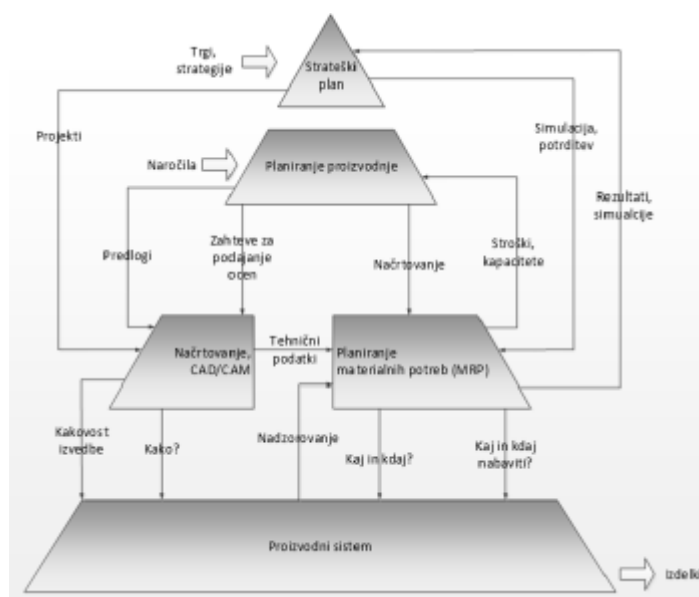 Trgi,
strategije
Strateški
plan
Projekti
Simulacija,
potrditev
Naročila
Planiranje proizvodnje
Rezultati,
simualcije
Predlogi
Zahteve za
podajanje
ocen
Načrtovanje
Stroški,
kapacitete
Načrtovanje,
CAD/CAM
Tehnični
podatki
Planiranje
materialnih potreb (MRP)
Kakovost
izvedbe
Kako?
Nadzorovanje
Kaj in kdaj?
Kaj in kdaj
nabaviti?
Proizvodni sistem
Izdelki